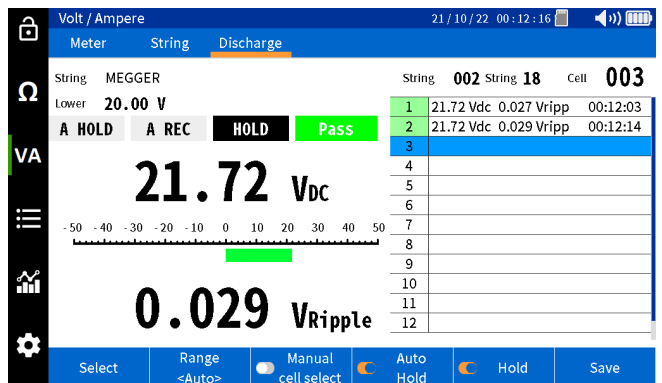 Volt / Ampere 21/10/22 00:12:16
Meter String Discharge
String MEGGER String 002 String 18 Cell 003
Lower 20.00 V
A HOLD A REC HOLD Pass
1 21.72 Vdc 0.027 Vripp 00:12:03
2 21.72 Vdc 0.029 Vripp 00:12:14
3
4
5
6
7
8
9
10
11
12
Ω
VA
21.72 VDC
-50 -40 -30 -20 -10 0 10 20 30 40 50
0.029 VRipple
Select Range <Auto> Manual cell select Auto Hold Hold Save